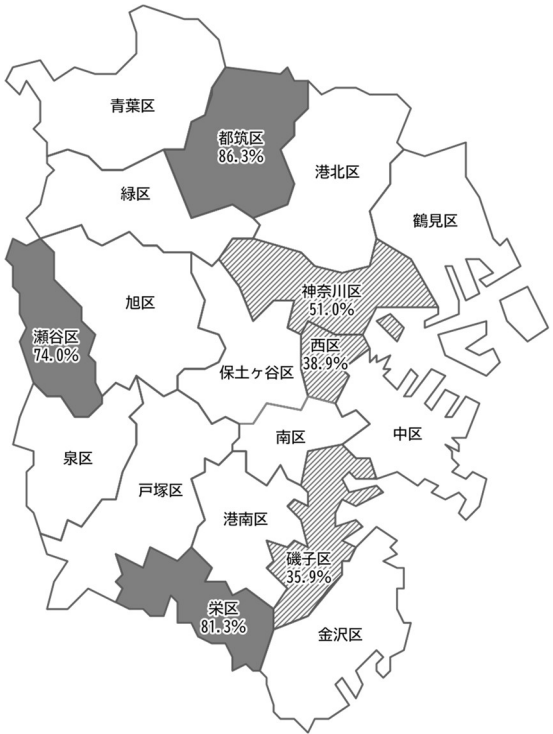 青葉区
都筑区
86.3%
港北区
緑区
鶴見区
神奈川区
51.0%
旭区
瀬谷区
74.0%
西区
38.9%
保土ヶ谷区
中区
南区
泉区
戸塚区
港南区
磯子区
35.9%
栄区
81.3%
金沢区